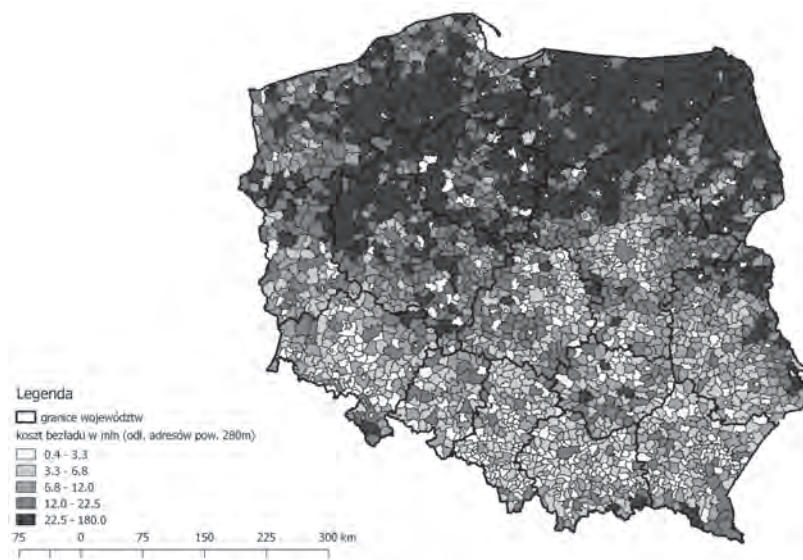 Legenda
granice województw
koszt bezładu w mln (odl. adresów pow. 280m)
0.4 - 3.3
3.3 - 6.8
6.8 - 12.0
12.0 - 22.5
22.5 - 180.0
75 0 75 150 225 300 km